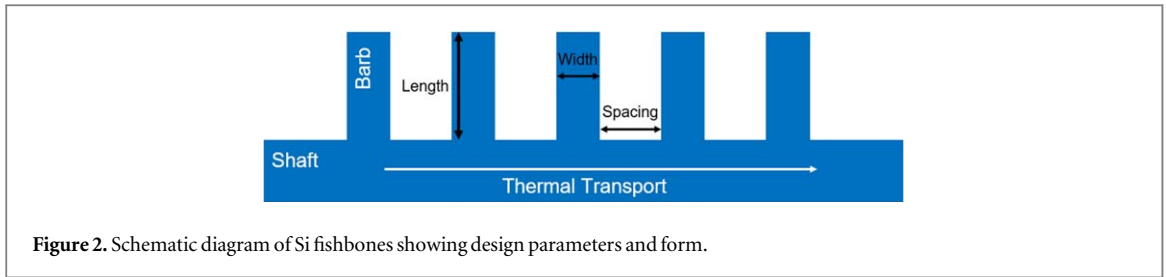 Barb
Width
Length
Spacing
Shaft
Thermal Transport
Figure 2. Schematic diagram of Si fishbones showing design parameters and form.